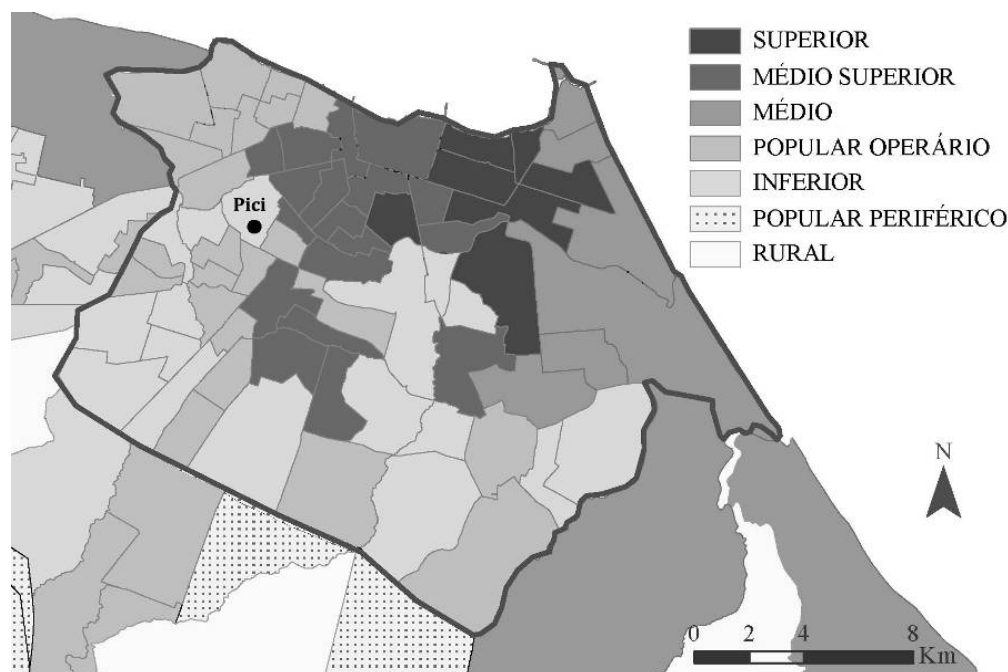 SUPERIOR
MÉDIO SUPERIOR
MÉDIO
POPULAR OPERÁRIO
INFERIOR
POPULAR PERIFÉRICO
RURAL
Pici
N
0 2 4 8
Km